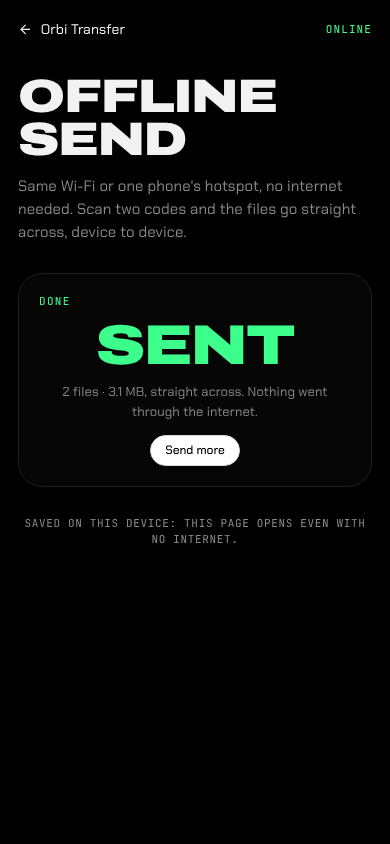 ← Orbi Transfer
ONLINE
OFFLINE
SEND
Same Wi-Fi or one phone's hotspot, no internet
needed. Scan two codes and the files go straight
across, device to device.
DONE
SENT
2 files · 3.1 MB, straight across. Nothing went
through the internet.
Send more
SAVED ON THIS DEVICE: THIS PAGE OPENS EVEN WITH
NO INTERNET.